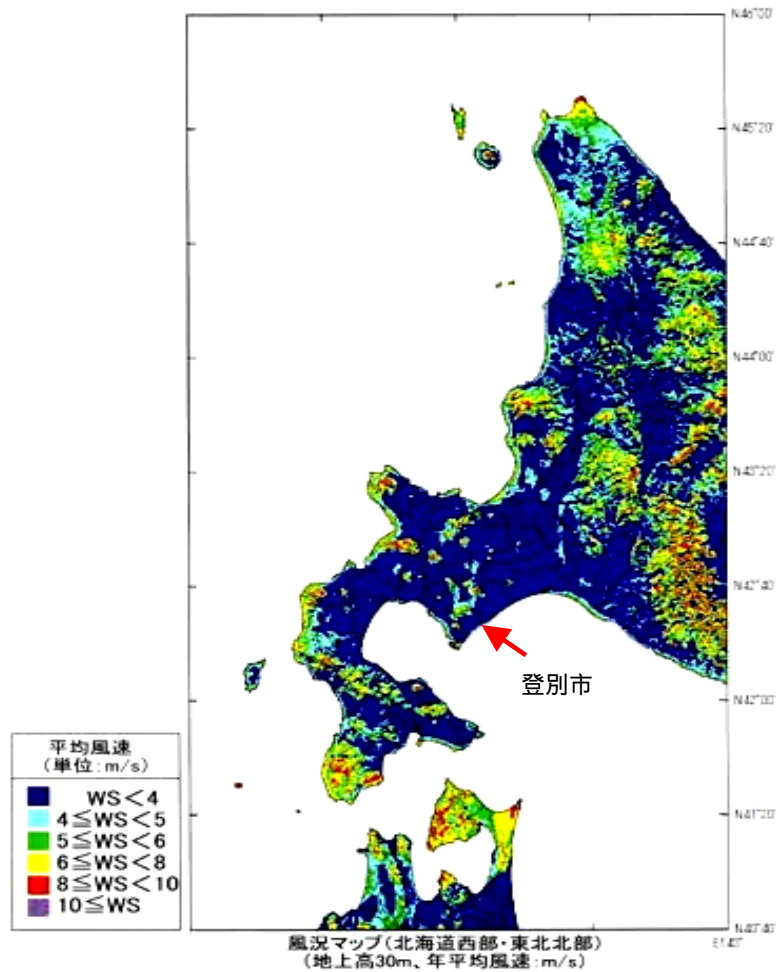 N46°00'
N45°20'
N44°40'
N44°00'
N43°20'
N42°40'
登別市
N42°00'
平均風速
(単位:m/s)
WS<4
4≦WS<5
5≦WS<6
6≦WS<8
8≦WS<10
10≦WS
N41°20'
N40°40'
風況マップ(北海道西部・東北北部)
(地上高30m、年平均風速:m/s)